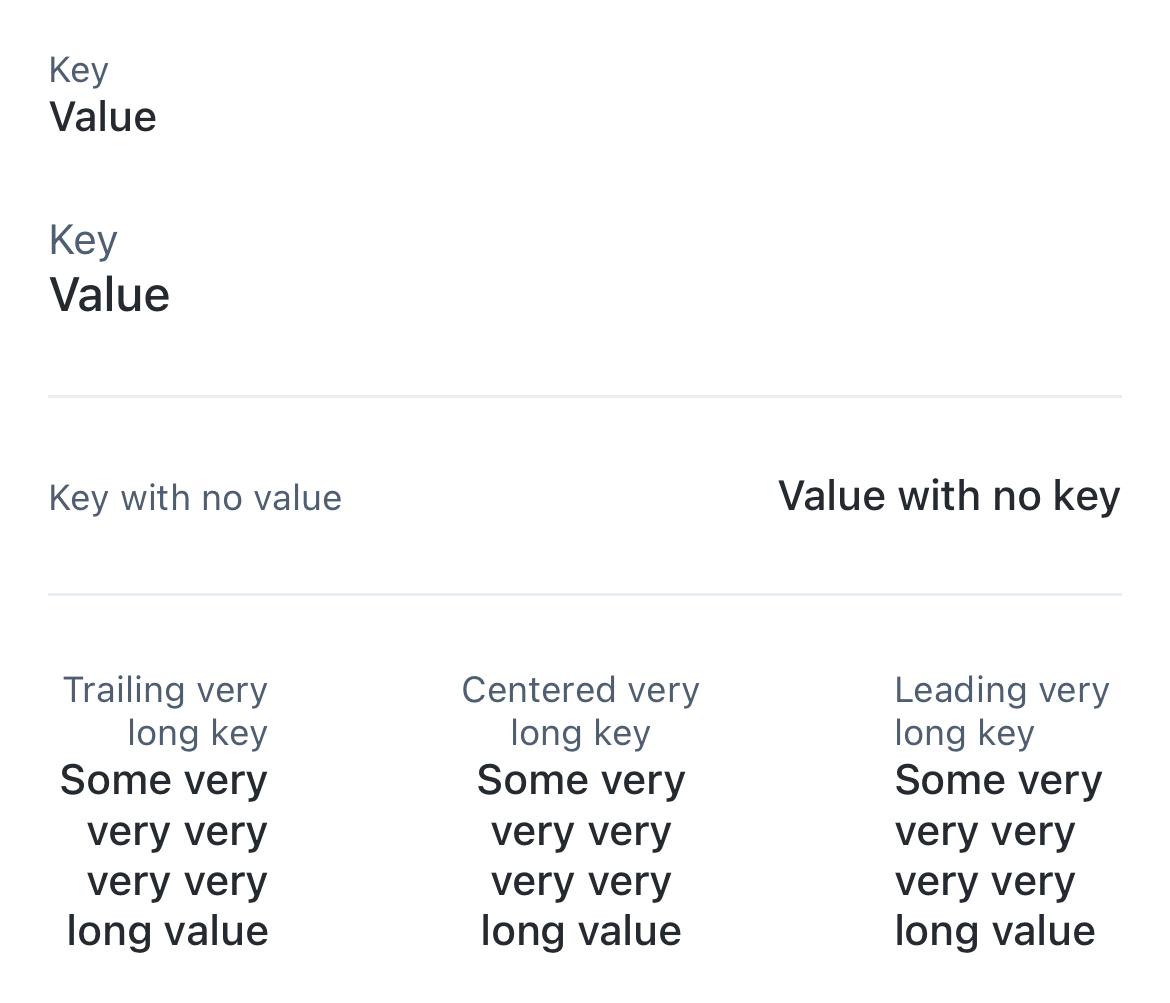 Key
Value
Key
Value
Key with no value
Value with no key
Trailing very
long key
Some very
very very
very very
long value
Centered very
long key
Some very
very very
very very
long value
Leading very
long key
Some very
very very
very very
long value